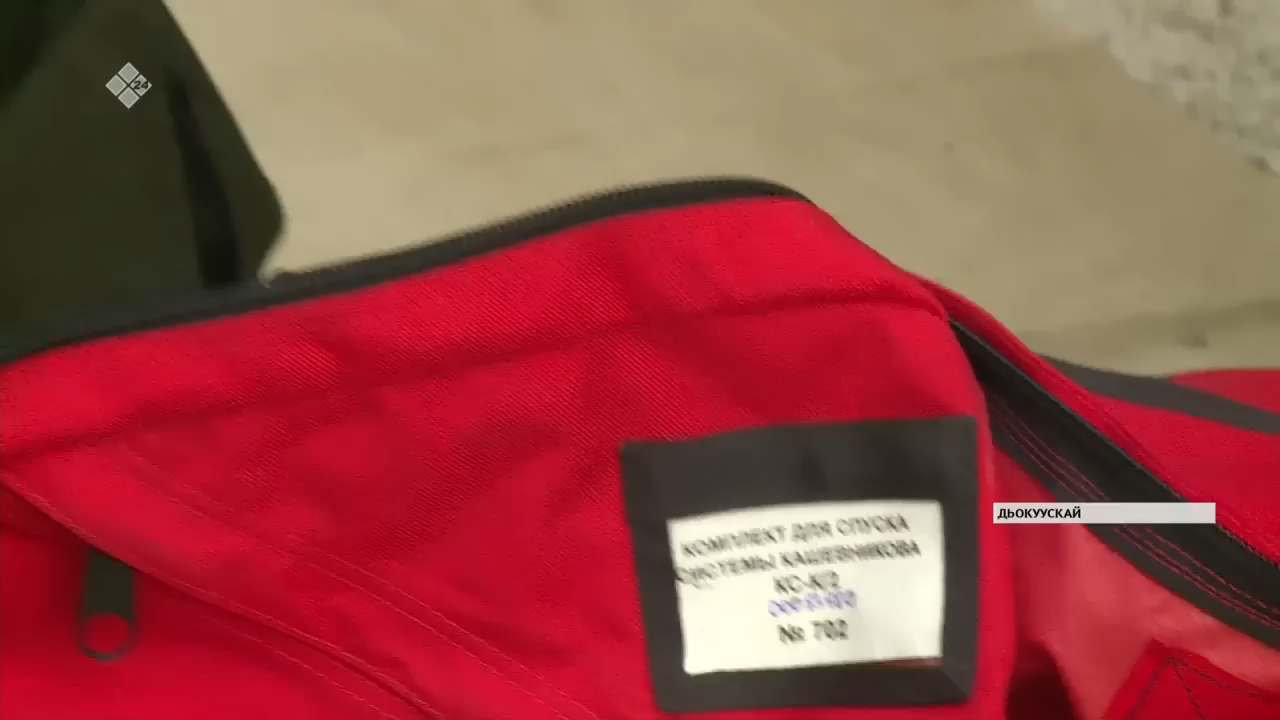 24
ДЬОКУУСКАЙ
КОМПЛЕКТ ДЛЯ СПУСКА
СИСТЕМЫ КАШЕВНИКОВА
КС-К/2
№ 702